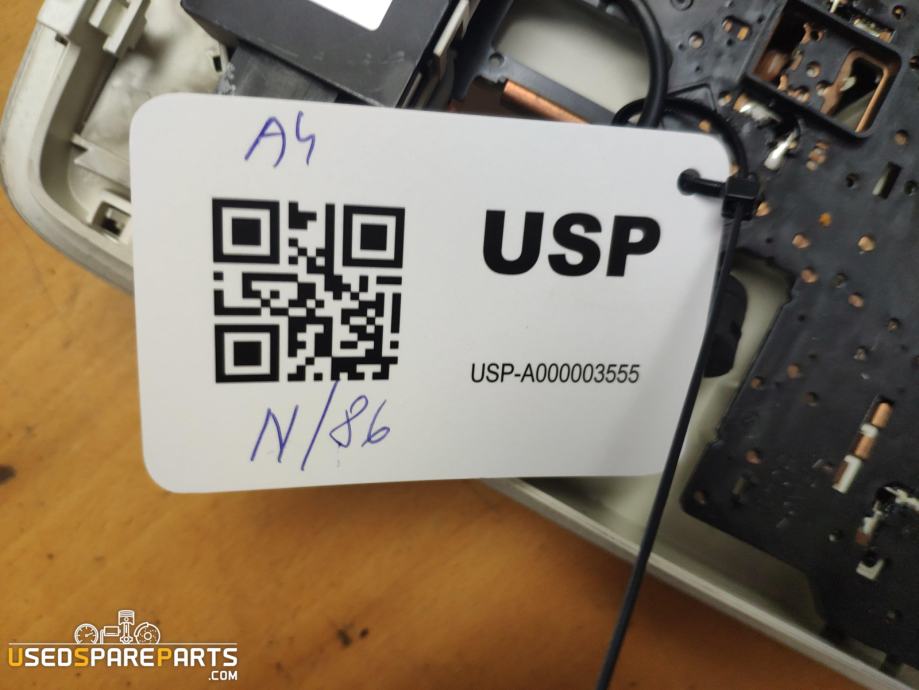 A4
USP
USP-A000003555
N/86
USEDSPAREPARTS
.COM